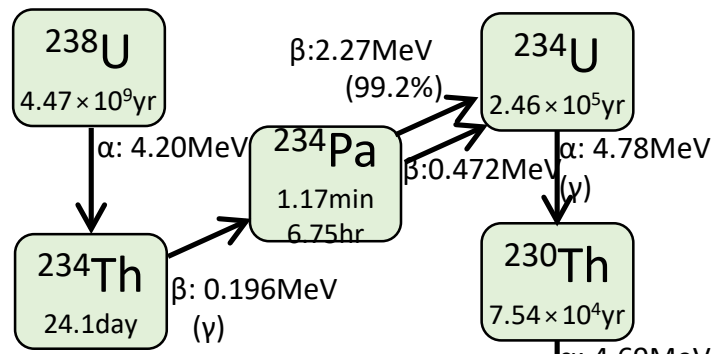 ²³⁸U
4.47×10⁹yr
α: 4.20MeV
²³⁴Th
24.1day
β: 0.196MeV
(γ)
²³⁴Pa
1.17min
6.75hr
β:2.27MeV
(99.2%)
β:0.472MeV
²³⁴U
2.46×10⁵yr
α: 4.78MeV
(γ)
²³⁰Th
7.54×10⁴yr